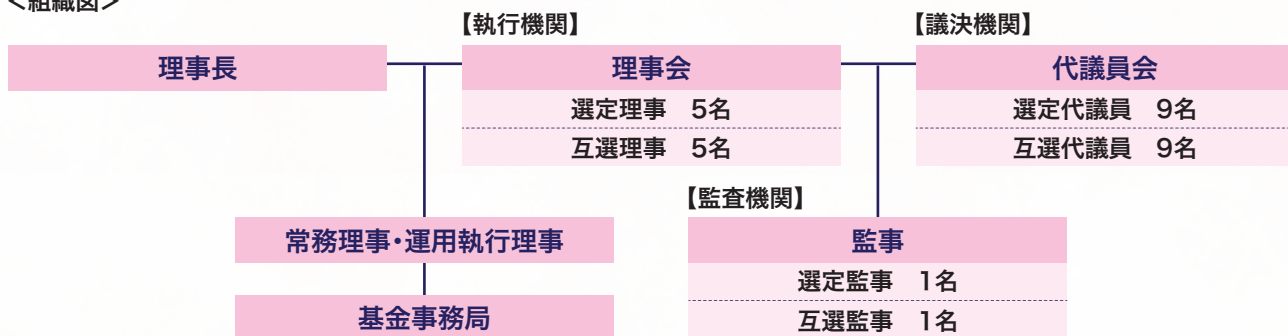 ＜組織図＞
【執行機関】
【議決機関】
理事長
理事会
代議員会
選定理事　5名
選定代議員　9名
互選理事　5名
互選代議員　9名
【監査機関】
常務理事・運用執行理事
監事
選定監事　1名
基金事務局
互選監事　1名